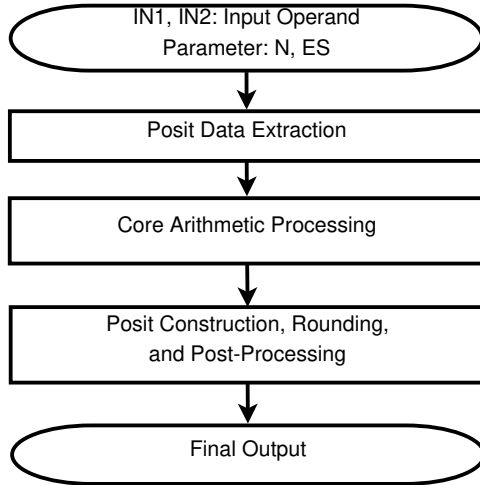 IN1, IN2: Input Operand
Parameter: N, ES
Posit Data Extraction
Core Arithmetic Processing
Posit Construction, Rounding,
and Post-Processing
Final Output